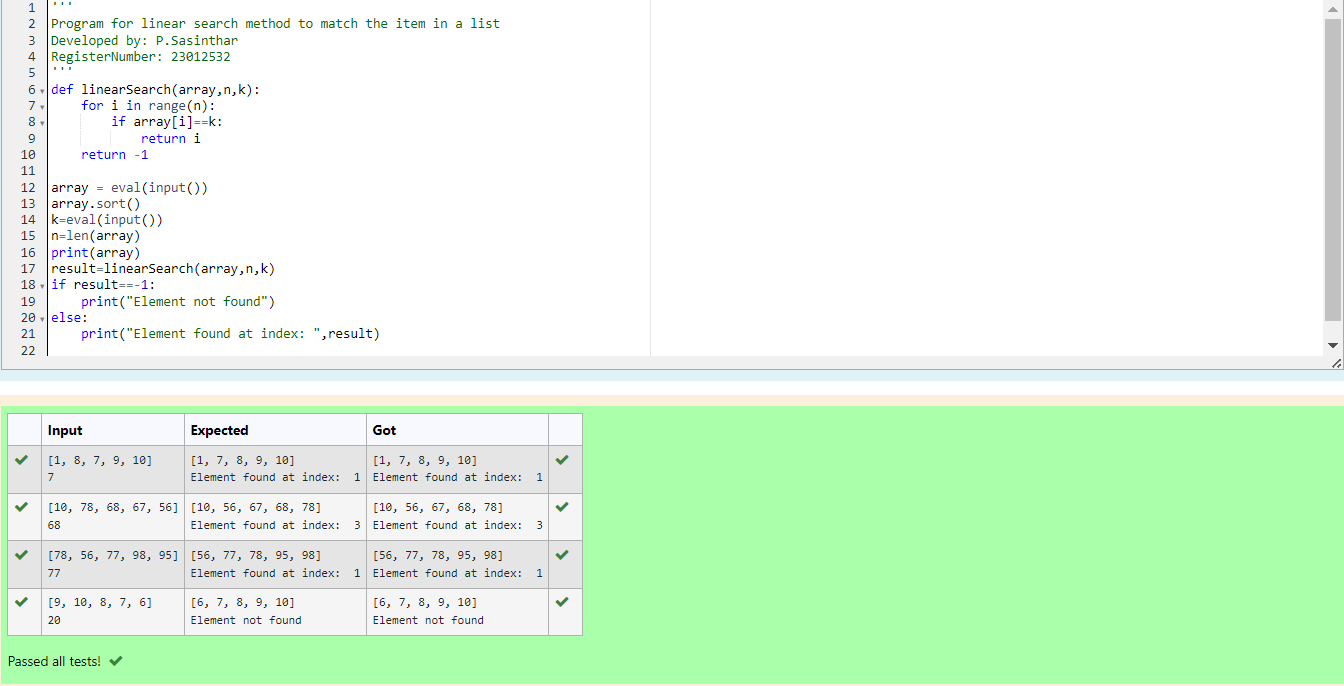 1 '''
2 Program for linear search method to match the item in a list
3 Developed by: P.Sasinthar
4 RegisterNumber: 23012532
5 '''
6 def linearSearch(array,n,k):
7     for i in range(n):
8         if array[i]==k:
9             return i
10     return -1
11
12 array = eval(input())
13 array.sort()
14 k=eval(input())
15 n=len(array)
16 print(array)
17 result=linearSearch(array,n,k)
18 if result==-1:
19     print("Element not found")
20 else:
21     print("Element found at index: ",result)
22
Input Expected Got
[1, 8, 7, 9, 10] [1, 7, 8, 9, 10] [1, 7, 8, 9, 10]
7 Element found at index:  1 Element found at index:  1
[10, 78, 68, 67, 56] [10, 56, 67, 68, 78] [10, 56, 67, 68, 78]
68 Element found at index:  3 Element found at index:  3
[78, 56, 77, 98, 95] [56, 77, 78, 95, 98] [56, 77, 78, 95, 98]
77 Element found at index:  1 Element found at index:  1
[9, 10, 8, 7, 6] [6, 7, 8, 9, 10] [6, 7, 8, 9, 10]
20 Element not found Element not found
Passed all tests!